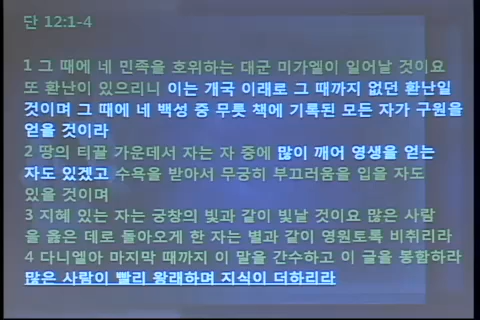 단 12:1-4
1 그 때에 네 민족을 호위하는 대군 미가엘이 일어날 것이요
또 환난이 있으리니 이는 개국 이래로 그 때까지 없던 환난일
것이며 그 때에 네 백성 중 무릇 책에 기록된 모든 자가 구원을
얻을 것이라
2 땅의 티끌 가운데서 자는 자 중에 많이 깨어 영생을 얻는
자도 있겠고 수욕을 받아서 무궁히 부끄러움을 입을 자도
있을 것이며
3 지혜 있는 자는 궁창의 빛과 같이 빛날 것이요 많은 사람
을 옳은 데로 돌아오게 한 자는 별과 같이 영원토록 비취리라
4 다니엘아 마지막 때까지 이 말을 간수하고 이 글을 봉함하라
많은 사람이 빨리 왕래하며 지식이 더하리라